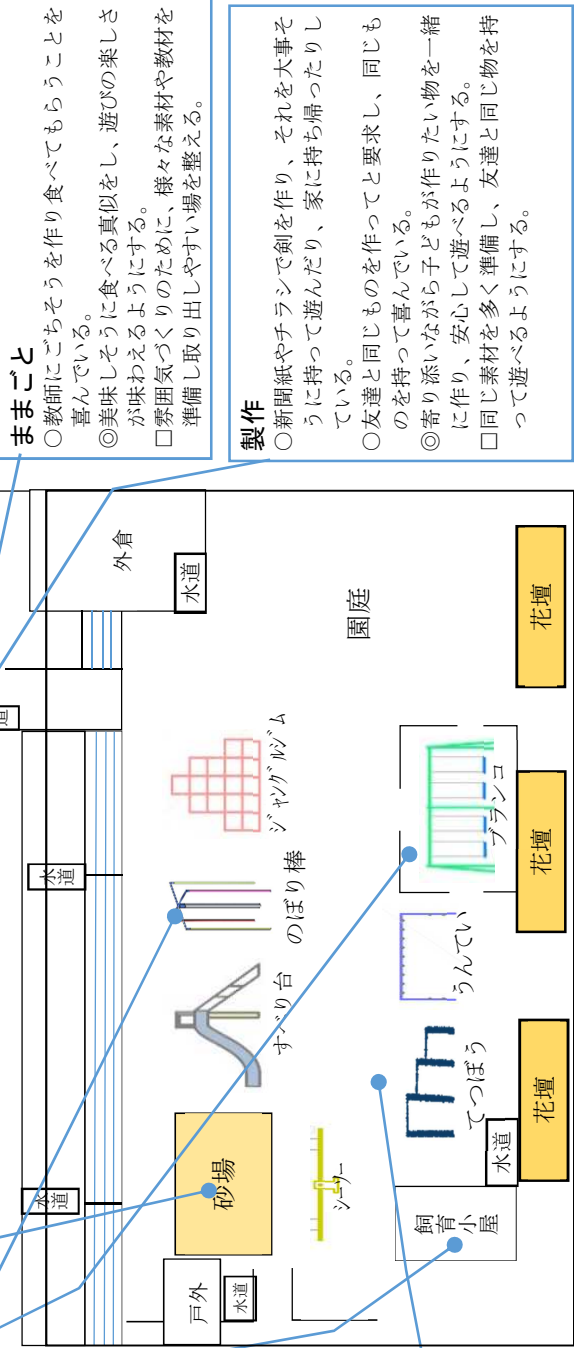 ままごと
○教師にごちそうを作り食べてもらうことを
喜んでいる。
◎美味しそうに食べる真似をし、遊びの楽しさ
が味わえるようにする。
□雰囲気づくりのために、様々な素材や教材を
準備し取り出しやすい場を整える。
製作
○新聞紙やチラシで剣を作り、それを大事そ
うに持って遊んだり、家に持ち帰ったりし
ている。
○友達と同じものを作ってと要求し、同じも
のを持って喜んでいる。
◎寄り添いながら子どもが作りたい物を一緒
に作り、安心して遊べるようにする。
□同じ素材を多く準備し、友達と同じ物を持
って遊べるようにする。
水道
水道
道
外倉
水道
砂場
すべり台
のぼり棒
ジャングルジム
戸外
水道
シーソー
園庭
飼育小屋
水道
てつぼう
うんてい
ブランコ
花壇
花壇
花壇